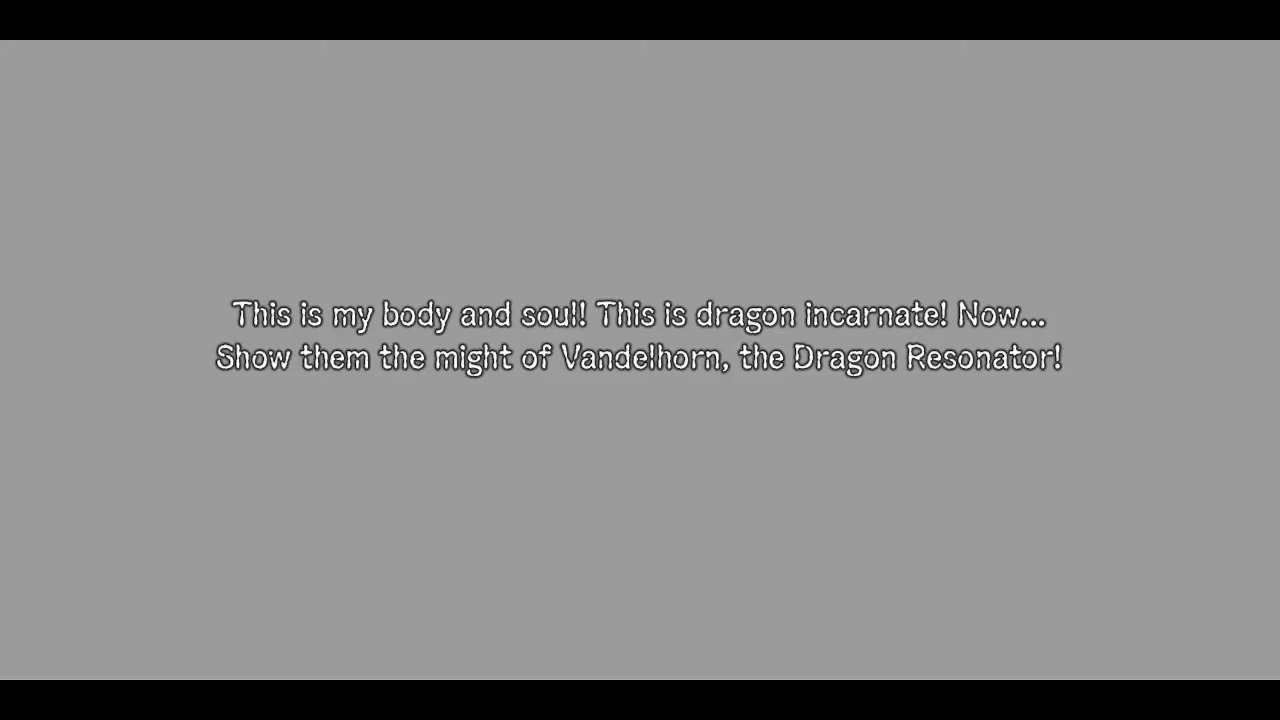 This is my body and soul! This is dragon incarnate! Now...
Show them the might of Vandelhorn, the Dragon Resonator!